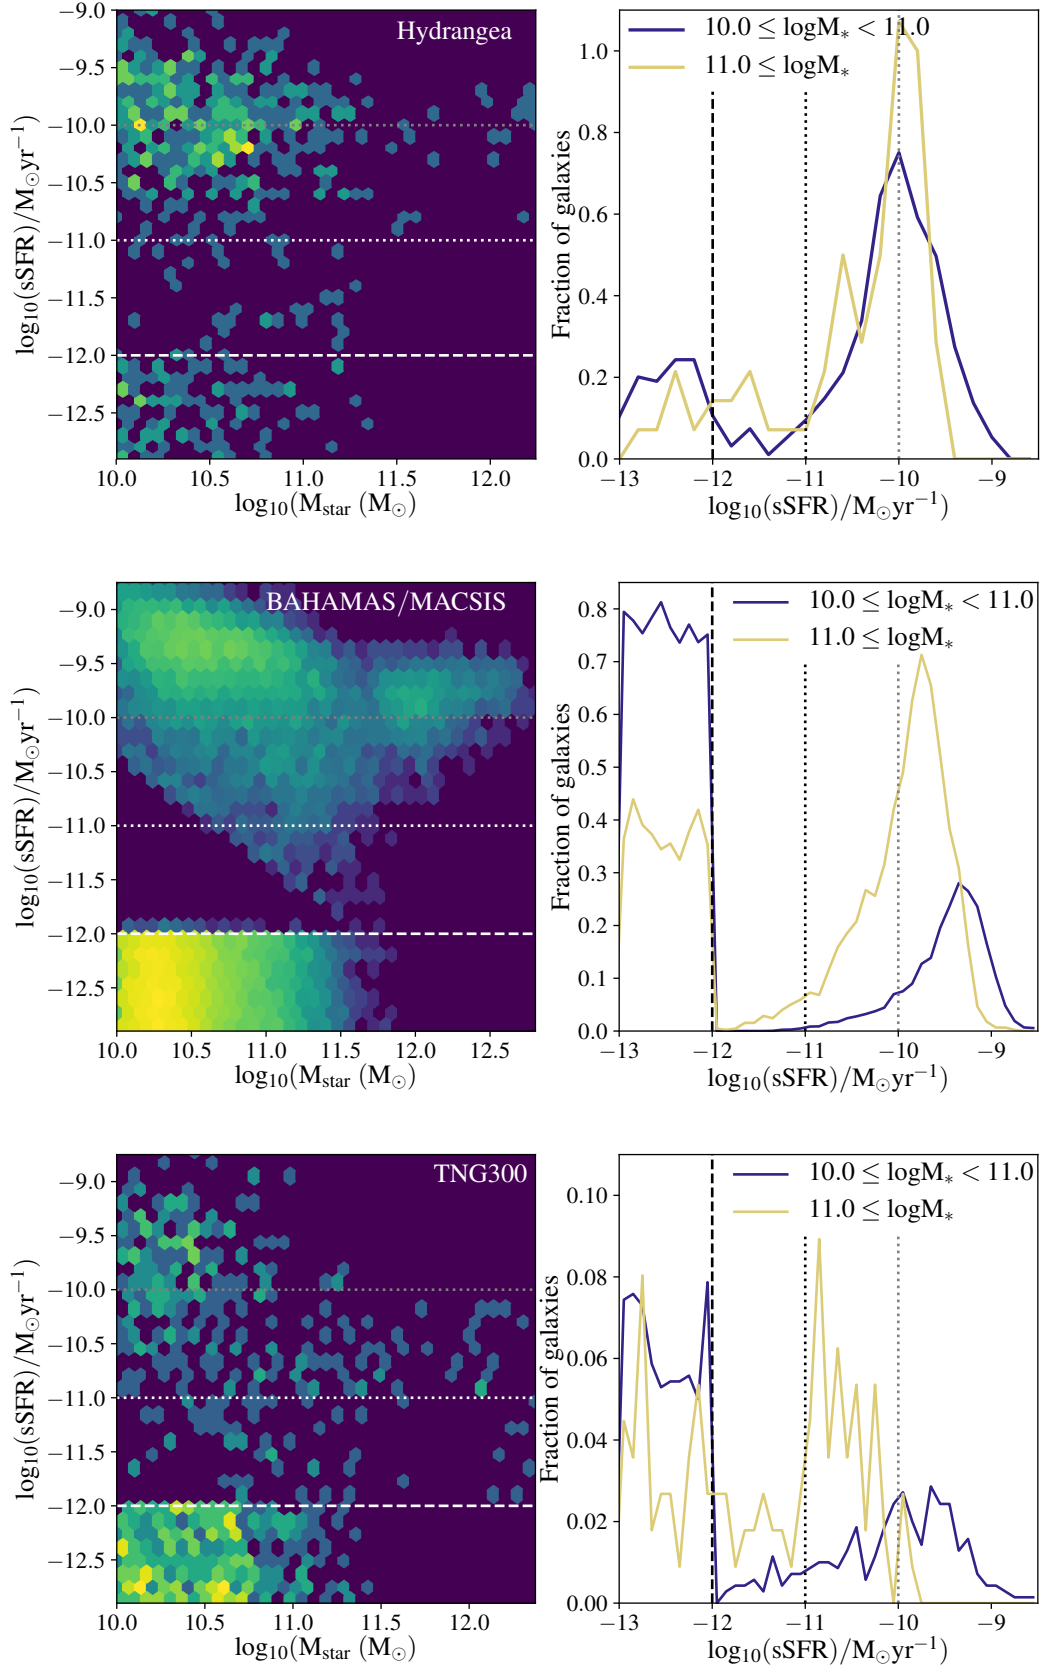 Hydrangea
−9.0
−9.5
−10.0
−10.5
−11.0
−11.5
−12.0
−12.5
log₁₀(sSFR)/M⊙yr⁻¹)
10.0 10.5 11.0 11.5 12.0
log₁₀(Mstar (M⊙)
10.0 ≤ logM* < 11.0
11.0 ≤ logM*
1.0
0.8
0.6
0.4
0.2
0.0
Fraction of galaxies
−13 −12 −11 −10 −9
log₁₀(sSFR)/M⊙yr⁻¹)
BAHAMAS/MACSIS
−9.0
−9.5
−10.0
−10.5
−11.0
−11.5
−12.0
−12.5
log₁₀(sSFR)/M⊙yr⁻¹)
10.0 10.5 11.0 11.5 12.0 12.5
log₁₀(Mstar (M⊙)
10.0 ≤ logM* < 11.0
11.0 ≤ logM*
0.8
0.7
0.6
0.5
0.4
0.3
0.2
0.1
0.0
Fraction of galaxies
−13 −12 −11 −10 −9
log₁₀(sSFR)/M⊙yr⁻¹)
TNG300
−9.0
−9.5
−10.0
−10.5
−11.0
−11.5
−12.0
−12.5
log₁₀(sSFR)/M⊙yr⁻¹)
10.0 10.5 11.0 11.5 12.0
log₁₀(Mstar (M⊙)
10.0 ≤ logM* < 11.0
11.0 ≤ logM*
0.10
0.08
0.06
0.04
0.02
0.00
Fraction of galaxies
−13 −12 −11 −10 −9
log₁₀(sSFR)/M⊙yr⁻¹)